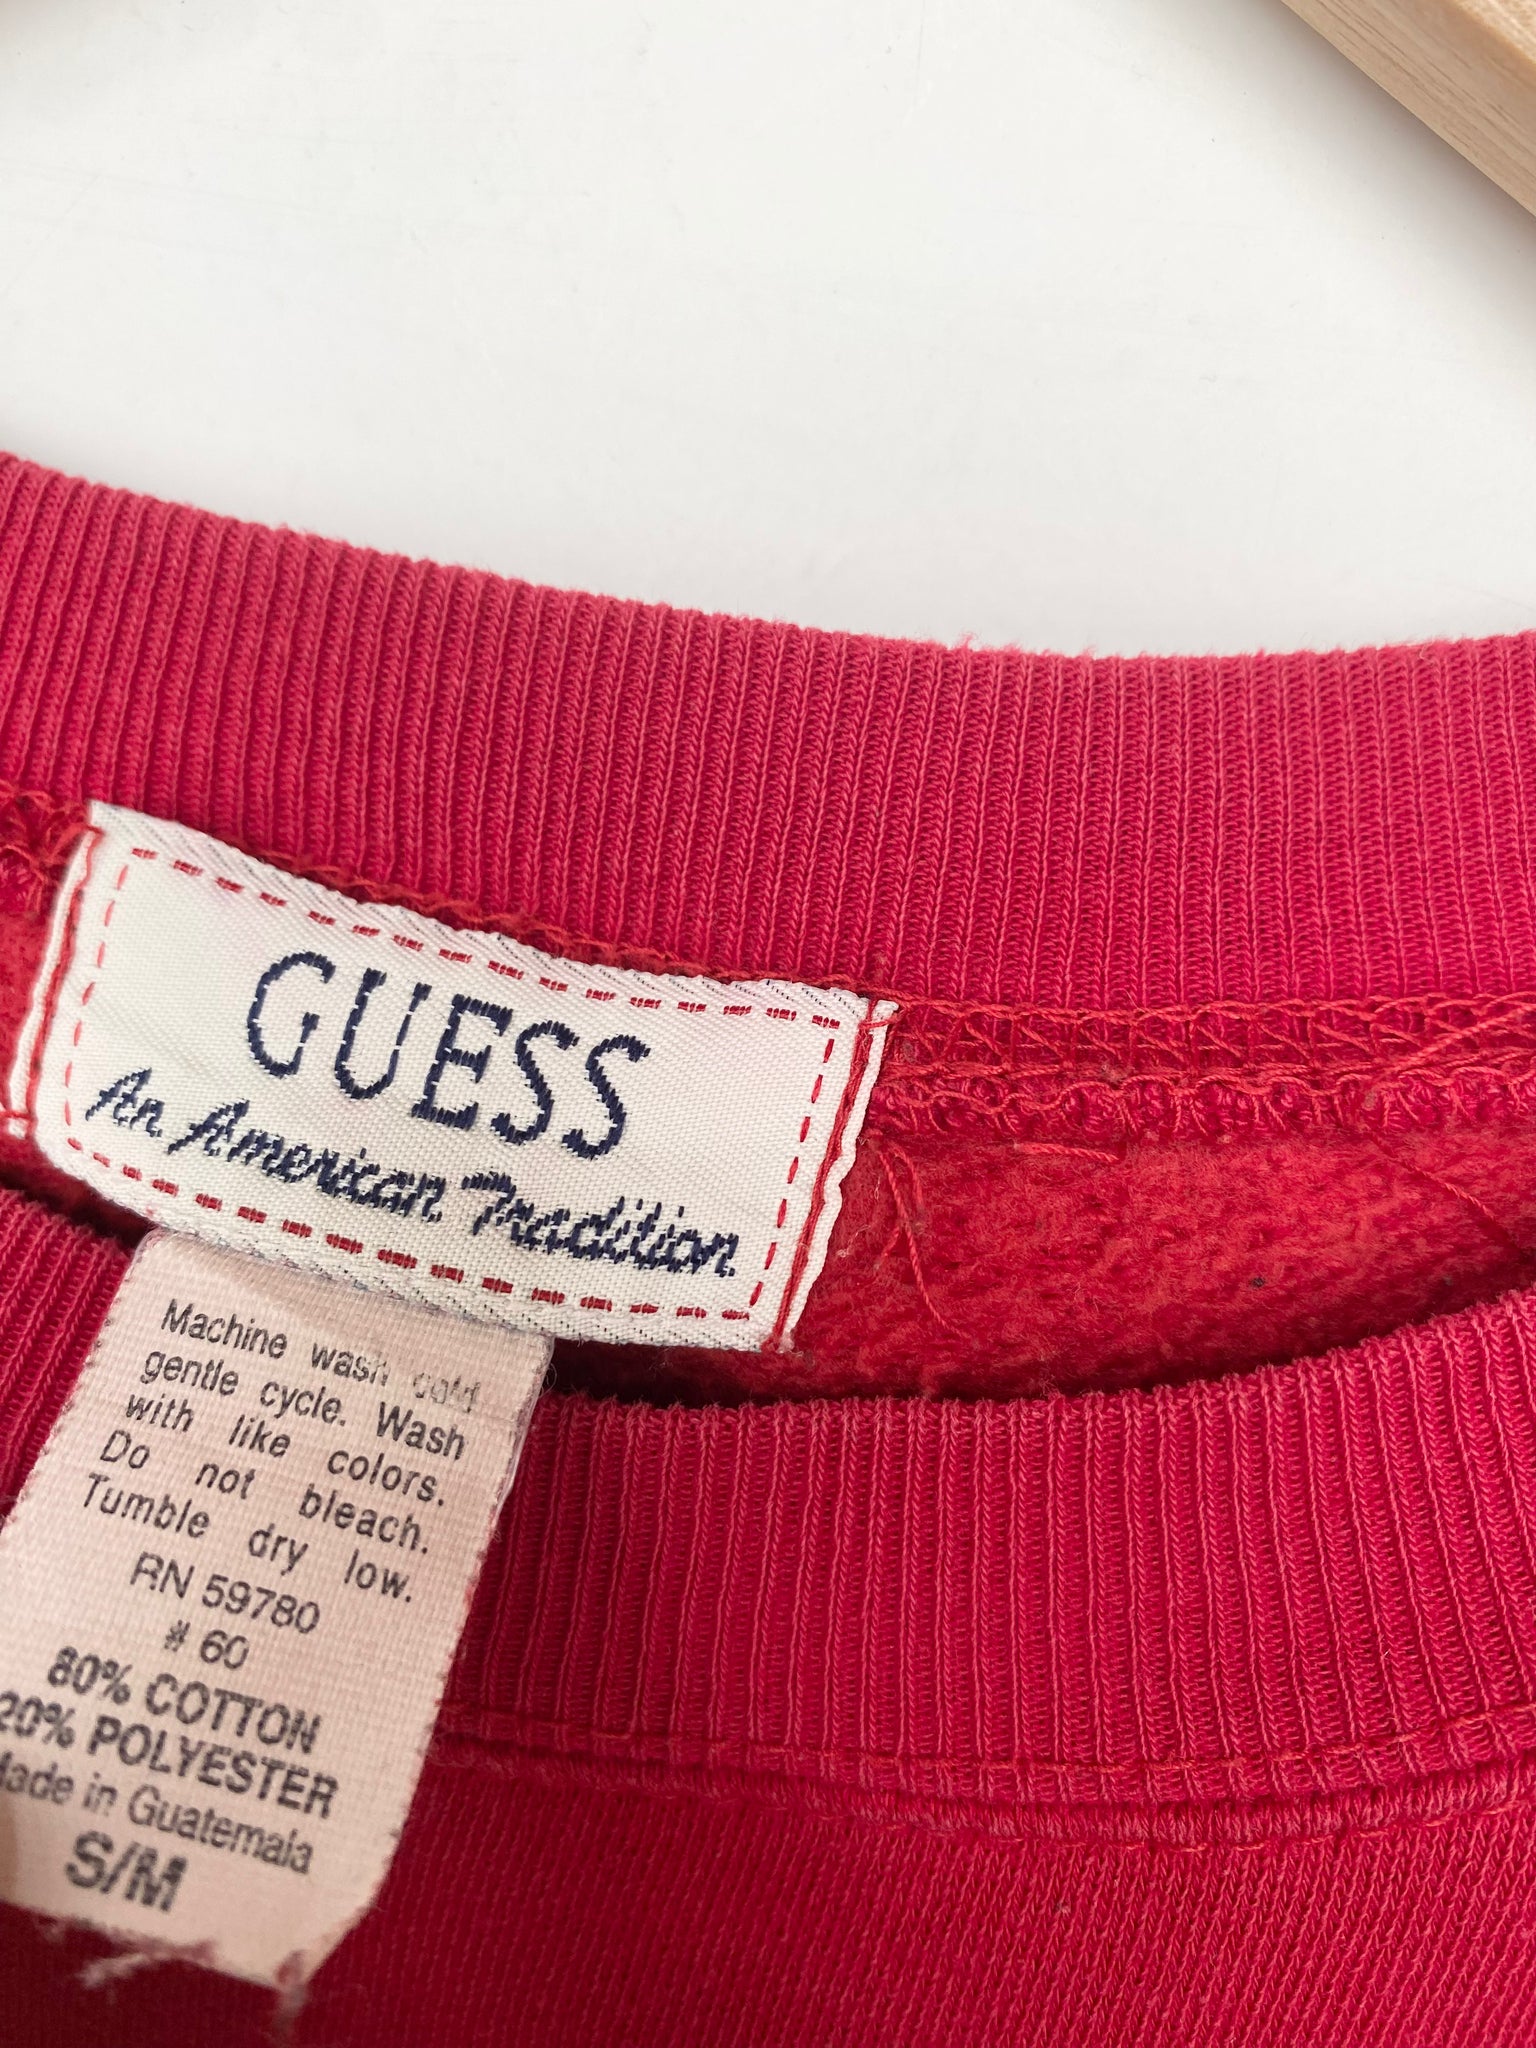 GUESS
An American Tradition
Machine wash cold
gentle cycle. Wash
with like colors.
Do not bleach.
Tumble dry low.
RN 59780
# 60
80% COTTON
20% POLYESTER
Made in Guatemala
S/M